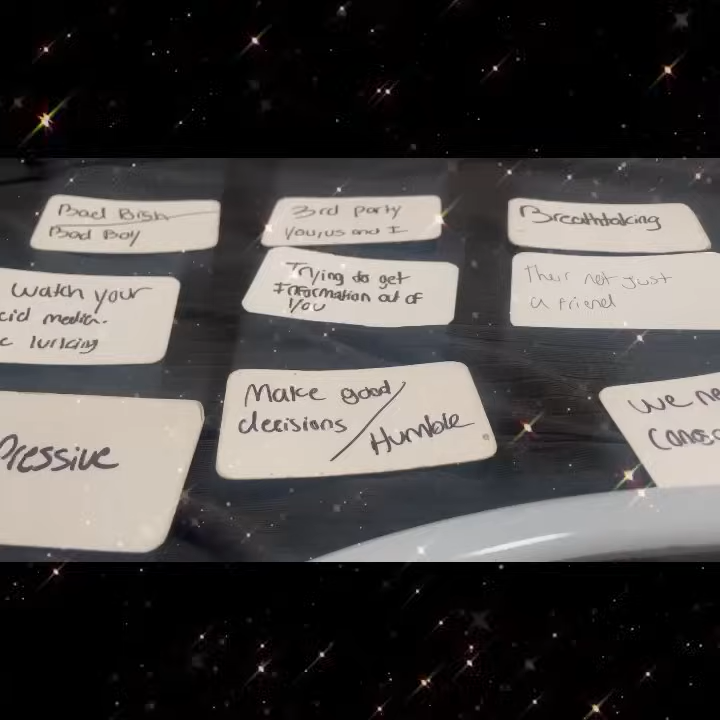 Bad Bish
Bad Boy
3rd party
You/us and I
Breathtaking
watch your
cial media.
lurking
Trying to get
Information out of
You
Their not just
a friend
Pressive
Make good
decisions / Humble
we ne